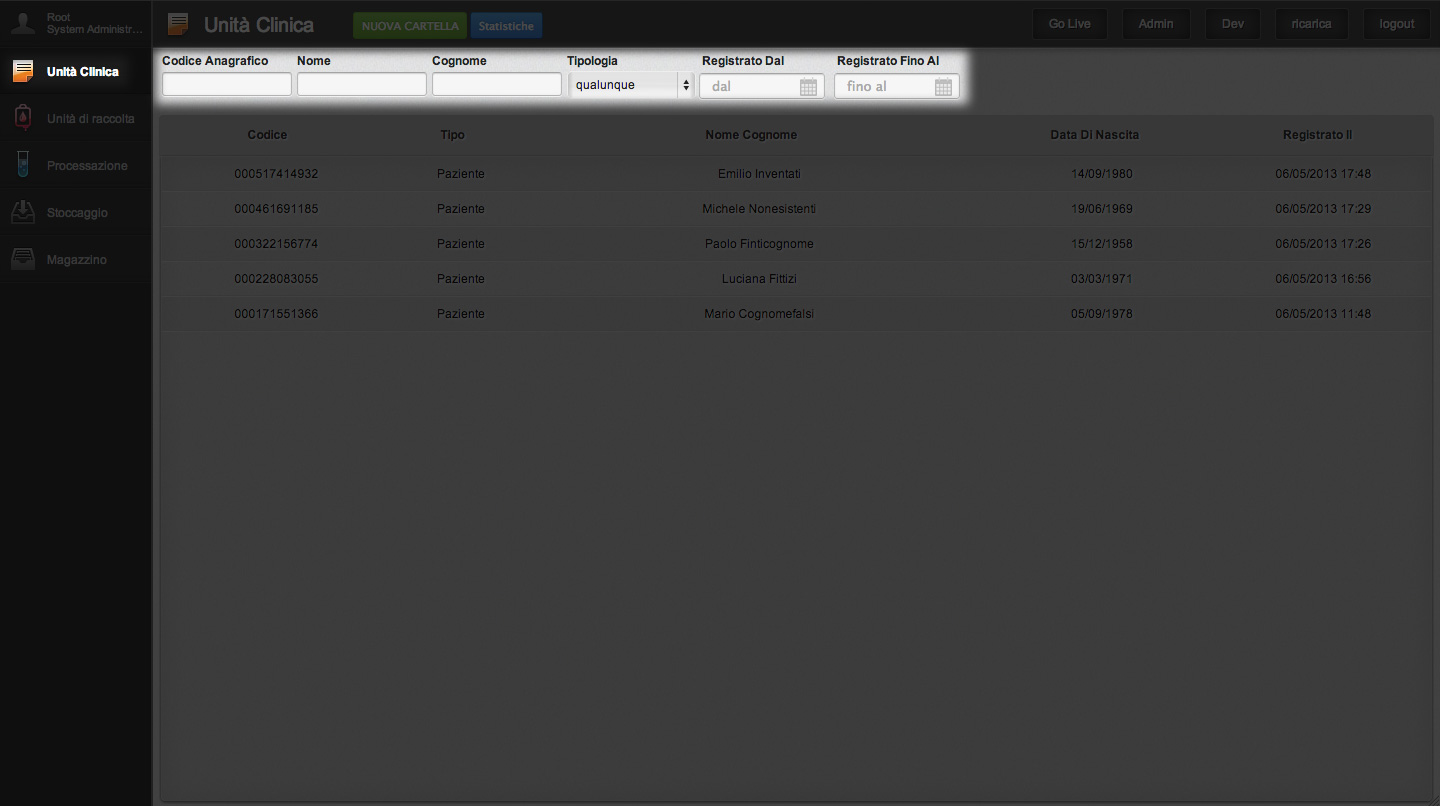 Root
System Administr...
Unità Clinica
NUOVA CARTELLA
Statistiche
Go Live
Admin
Dev
ricarica
logout
Unità Clinica
Unità di raccolta
Processazione
Stoccaggio
Magazzino
Codice Anagrafico Nome Cognome Tipologia Registrato Dal Registrato Fino Al
qualunque dal fino al
Codice Tipo Nome Cognome Data Di Nascita Registrato Il
000517414932 Paziente Emilio Inventati 14/09/1980 06/05/2013 17:48
000461691185 Paziente Michele Nonesistenti 19/06/1969 06/05/2013 17:29
000322156774 Paziente Paolo Finticognome 15/12/1958 06/05/2013 17:26
000228083055 Paziente Luciana Fittizi 03/03/1971 06/05/2013 16:56
000171551366 Paziente Mario Cognomefalsi 05/09/1978 06/05/2013 11:48